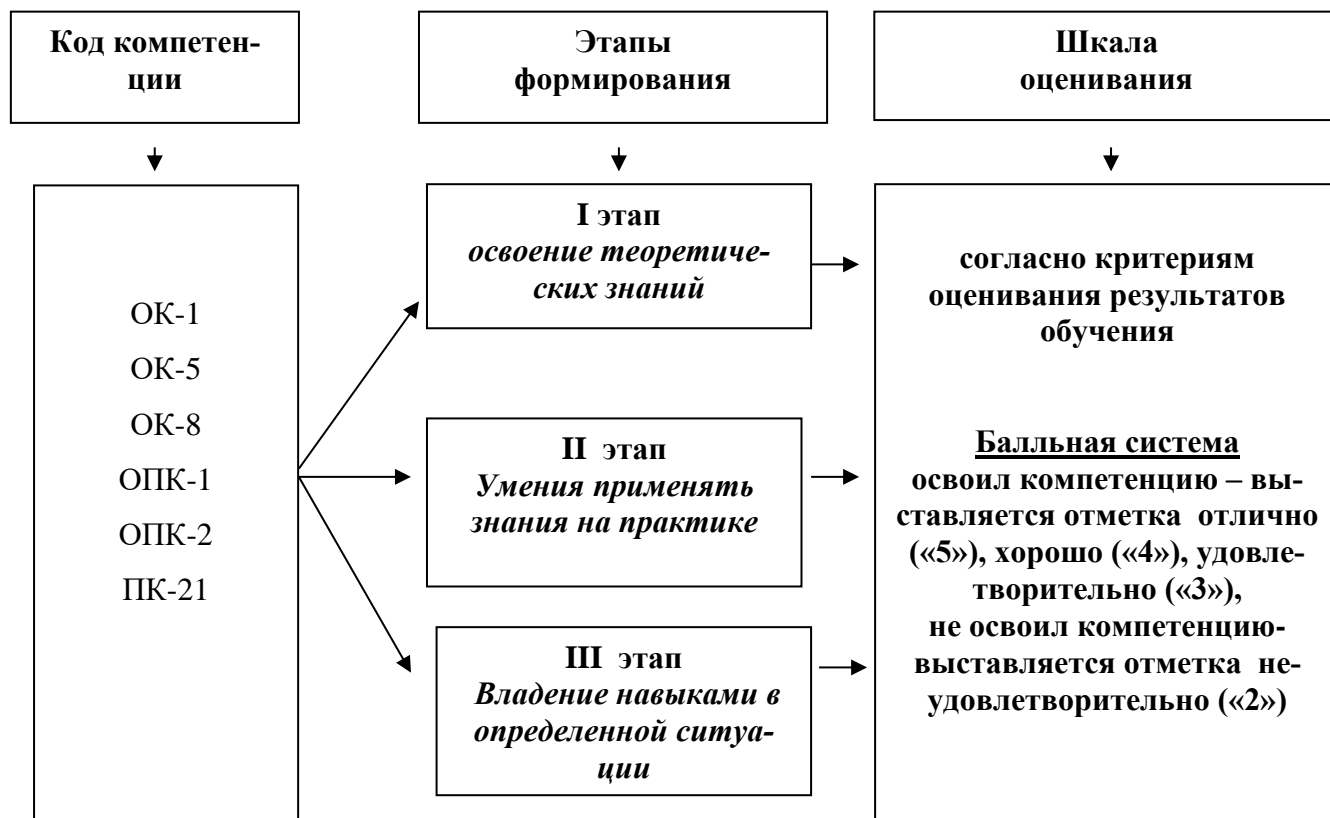 Код компетен-
ции
Этапы
формирования
Шкала
оценивания
ОК-1
ОК-5
ОК-8
ОПК-1
ОПК-2
ПК-21
I этап
освоение теоретиче-
ских знаний
II этап
Умения применять
знания на практике
III этап
Владение навыками в
определенной ситуа-
ции
согласно критериям
оценивания результатов
обучения
Балльная система
освоил компетенцию – вы-
ставляется отметка отлично
(«5»), хорошо («4»), удовле-
творительно («3»),
не освоил компетенцию-
выставляется отметка не-
удовлетворительно («2»)